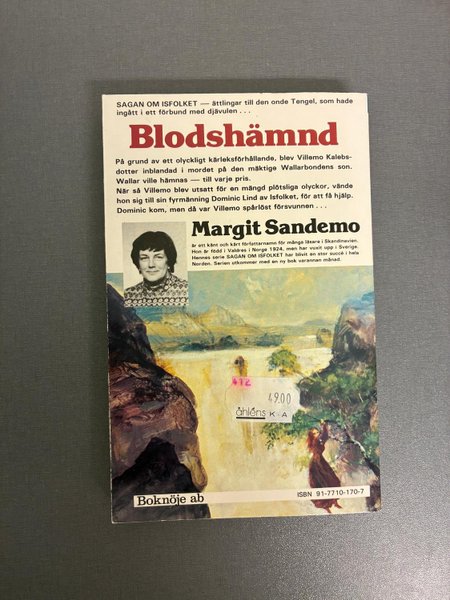 SAGAN OM ISFOLKET — ättlingar till den onde Tengel, som hade
ingått i ett förbund med djävulen . . .
Blodshämnd
På grund av ett olyckligt kärleksförhållande, blev Villemo Kalebs-
dotter inblandad i mordet på den mäktige Wallarbondens son.
Wallar ville hämnas — till varje pris.
När så Villemo blev utsatt för en mängd plötsliga olyckor, vände
hon sig till sin fyrmänning Dominic Lind av Isfolket, för att få hjälp.
Dominic kom, men då var Villemo spårlöst försvunnen . . .
Margit Sandemo
är ett känt och kärt författarnamn för många läsare i Skandinavien.
Hon är född i Valdres i Norge 1924, men har vuxit upp i Sverige.
Hennes serie SAGAN OM ISFOLKET har blivit en stor succé i hela
Norden. Serien utkommer med en ny bok varannan månad.
412
49.00
åhléns K-A
Boknöje ab
ISBN 91-7710-170-7